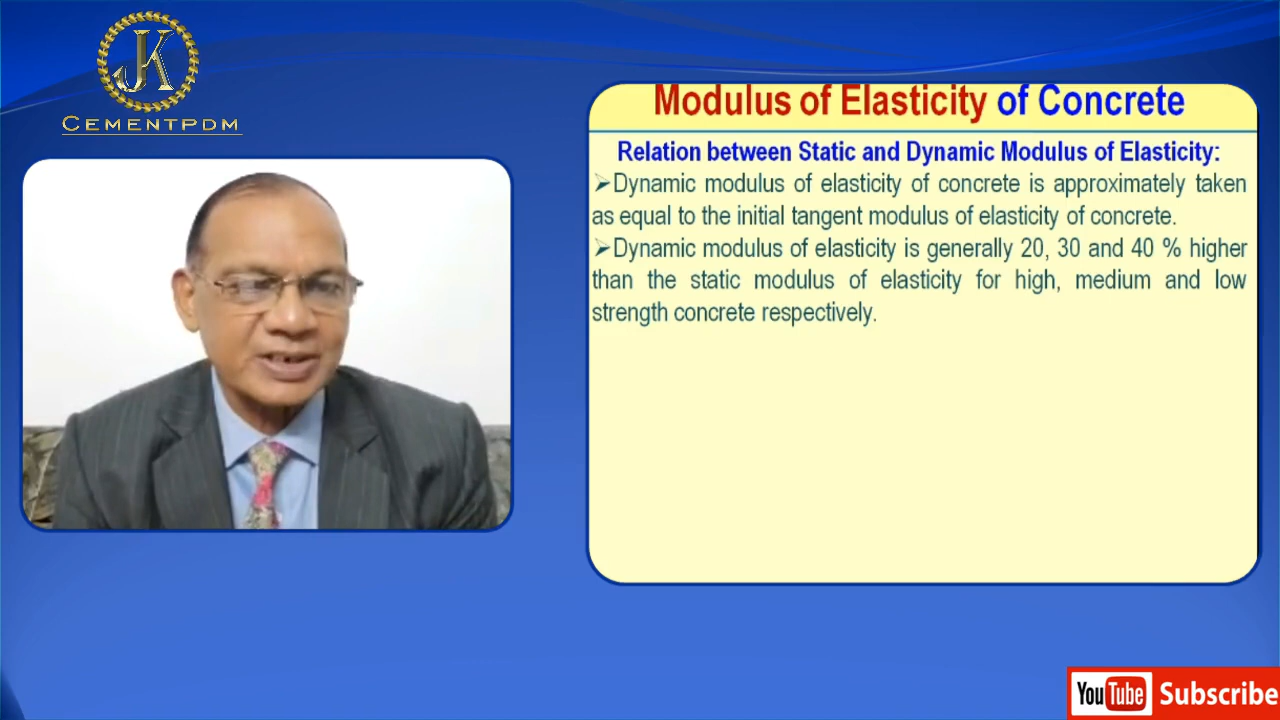 JK
CEMENTPDM
Modulus of Elasticity of Concrete
Relation between Static and Dynamic Modulus of Elasticity:
➢Dynamic modulus of elasticity of concrete is approximately taken
as equal to the initial tangent modulus of elasticity of concrete.
➢Dynamic modulus of elasticity is generally 20, 30 and 40 % higher
than the static modulus of elasticity for high, medium and low
strength concrete respectively.
YouTube Subscribe